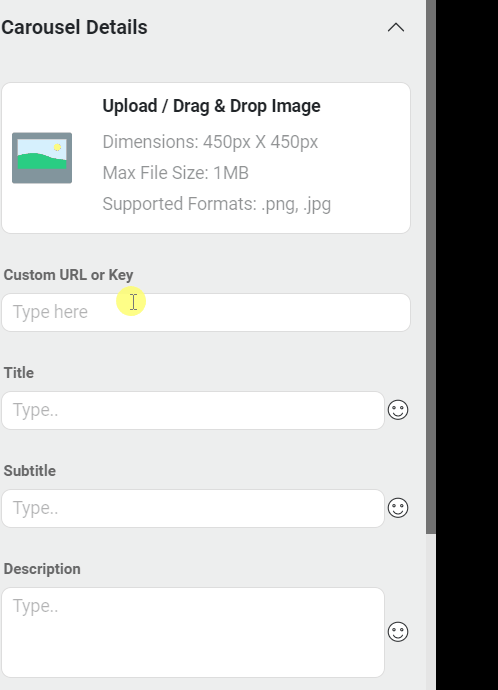 Carousel Details
Upload / Drag & Drop Image
Dimensions: 450px X 450px
Max File Size: 1MB
Supported Formats: .png, .jpg
Custom URL or Key
Type here
Title
Type..
Subtitle
Type..
Description
Type..